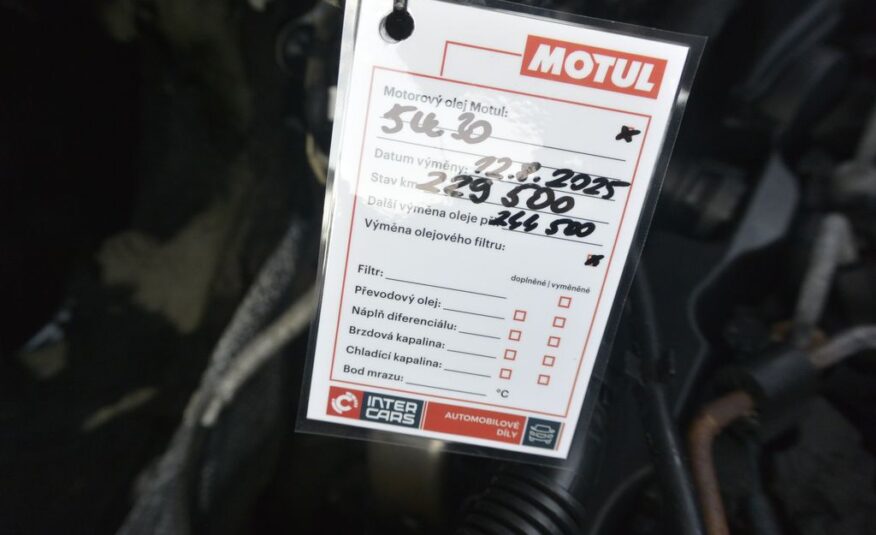 MOTUL
Motorový olej Motul:
5W30
Datum výměny: 12.8.2025
Stav km 229 500
Další výměna oleje při 244 500
Výměna olejového filtru:
doplněné | vyměněné
Filtr:
Převodový olej:
Náplň diferenciálu:
Brzdová kapalina:
Chladící kapalina:
Bod mrazu: °C
INTER CARS
AUTOMOBILOVÉ DÍLY